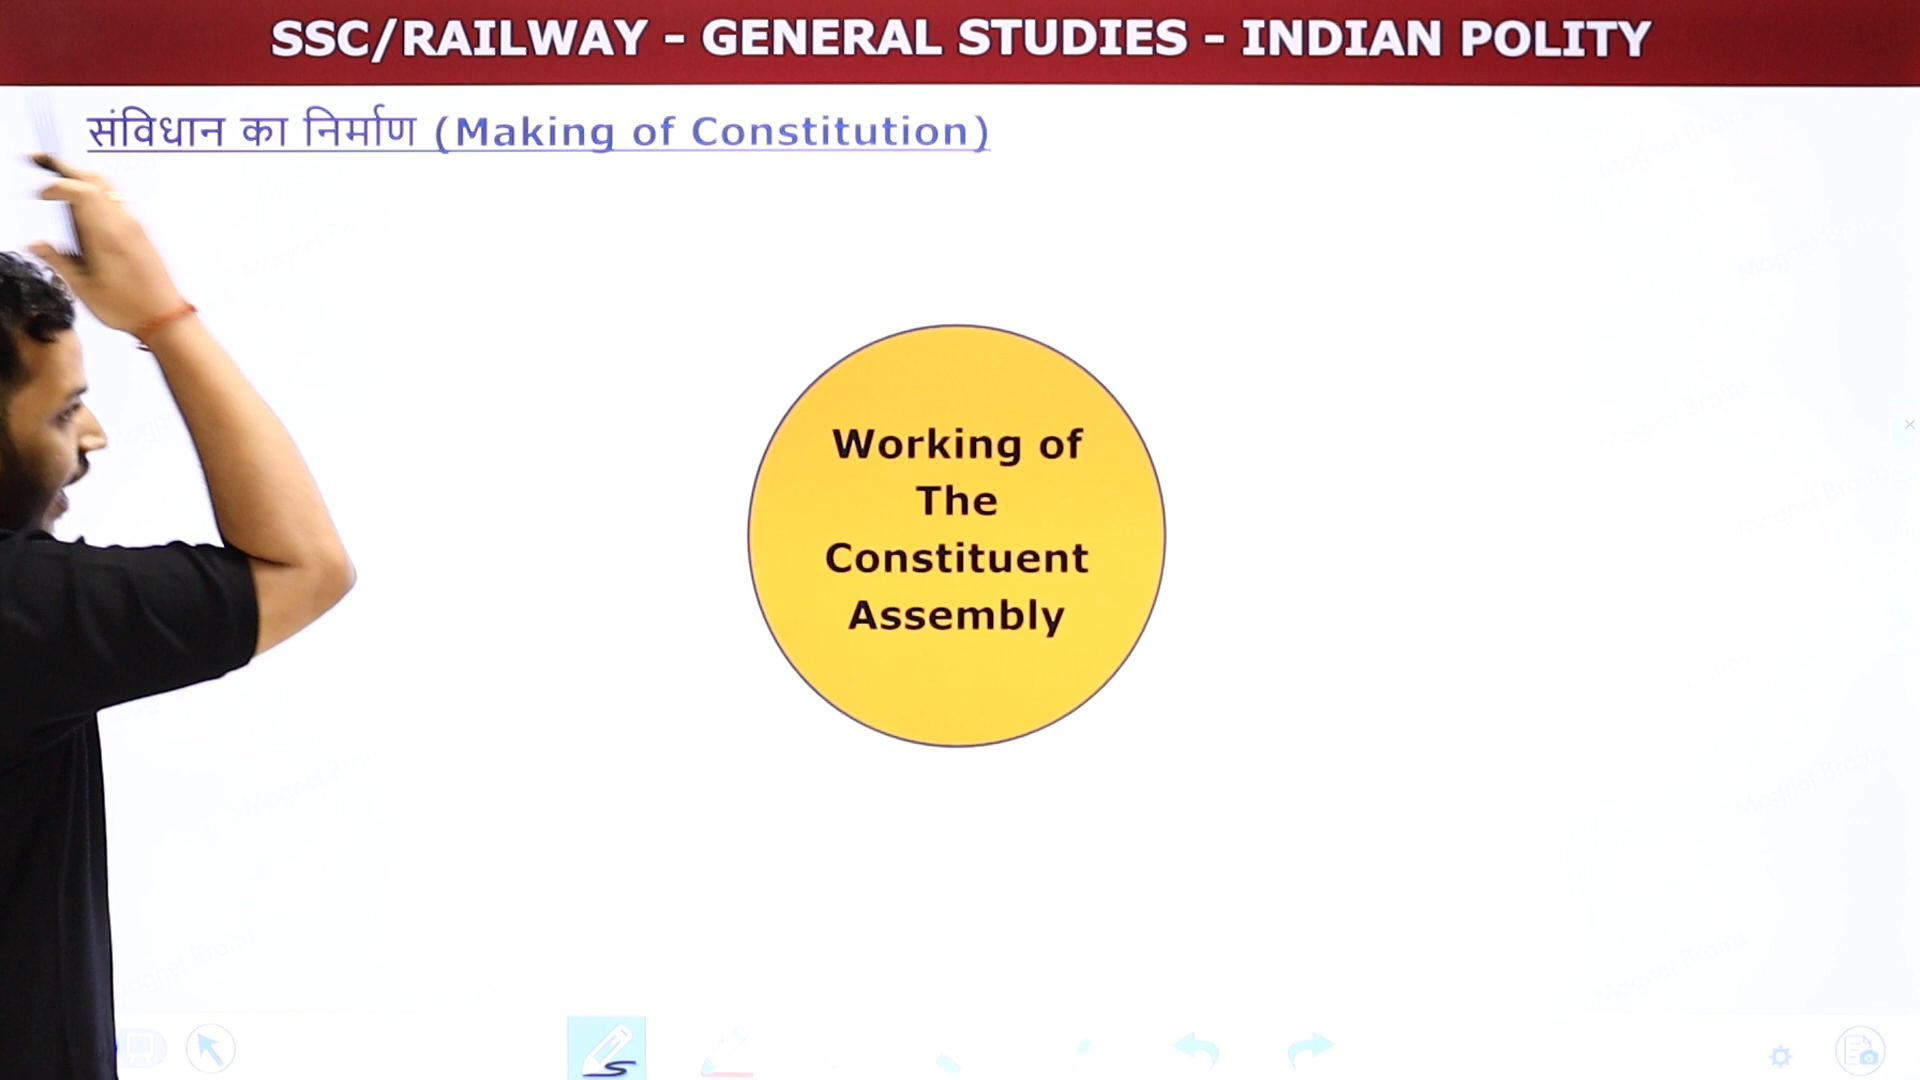 SSC/RAILWAY - GENERAL STUDIES - INDIAN POLITY
संविधान का निर्माण (Making of Constitution)
Working of
The
Constituent
Assembly